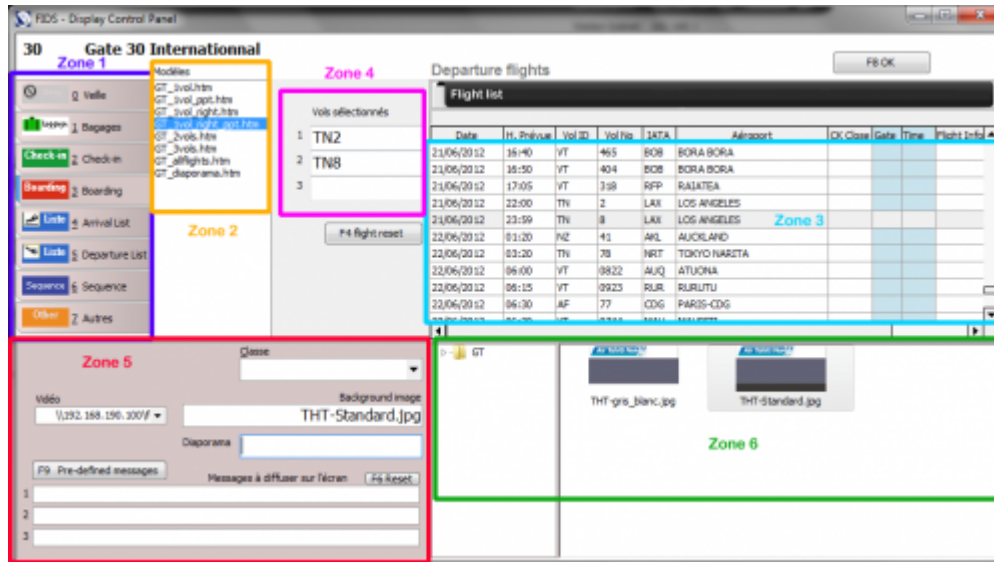 FIDS - Display Control Panel
30 Gate 30 Internationnal
Zone 1
Modèles
GT_1vol.htm
GT_1vol_ppt.htm
GT_1vol_right.htm
GT_1vol_right_ppt.htm
GT_2vols.htm
GT_3vols.htm
GT_allflights.htm
GT_diaporama.htm
Zone 2
0 Veille
1 Bagages
Check-in 2 Check-in
Boarding 3 Boarding
Liste 4 Arrival List
Liste 5 Departure List
Sequence 6 Sequence
Other 7 Autres
Zone 4
Vols sélectionnés
1 TN2
2 TN8
3
F4 flight reset
Departure flights
F8 OK
Flight list
Date H. Prévue Vol ID Vol No IATA Aéroport CK Close Gate Time Flight Info
21/06/2012 16:40 VT 465 BOB BORA BORA
21/06/2012 16:50 VT 404 BOB BORA BORA
21/06/2012 17:05 VT 318 RFP RAIATEA
21/06/2012 22:00 TN 2 LAX LOS ANGELES
21/06/2012 23:59 TN 8 LAX LOS ANGELES
Zone 3
22/06/2012 01:20 NZ 41 AKL AUCKLAND
22/06/2012 03:20 TN 78 NRT TOKYO NARITA
22/06/2012 06:00 VT 0822 AUQ ATUONA
22/06/2012 06:15 VT 0923 RUR RURUTU
22/06/2012 06:30 AF 77 CDG PARIS-CDG
Zone 5
Classe
Vidéo
\\192.168.190.100\f
Background image
THT-Standard.jpg
Diaporama
F9 Pre-defined messages
Messages à diffuser sur l'écran
F6 Reset
1
2
3
GT
THT-gris_blanc.jpg
THT-Standard.jpg
Zone 6